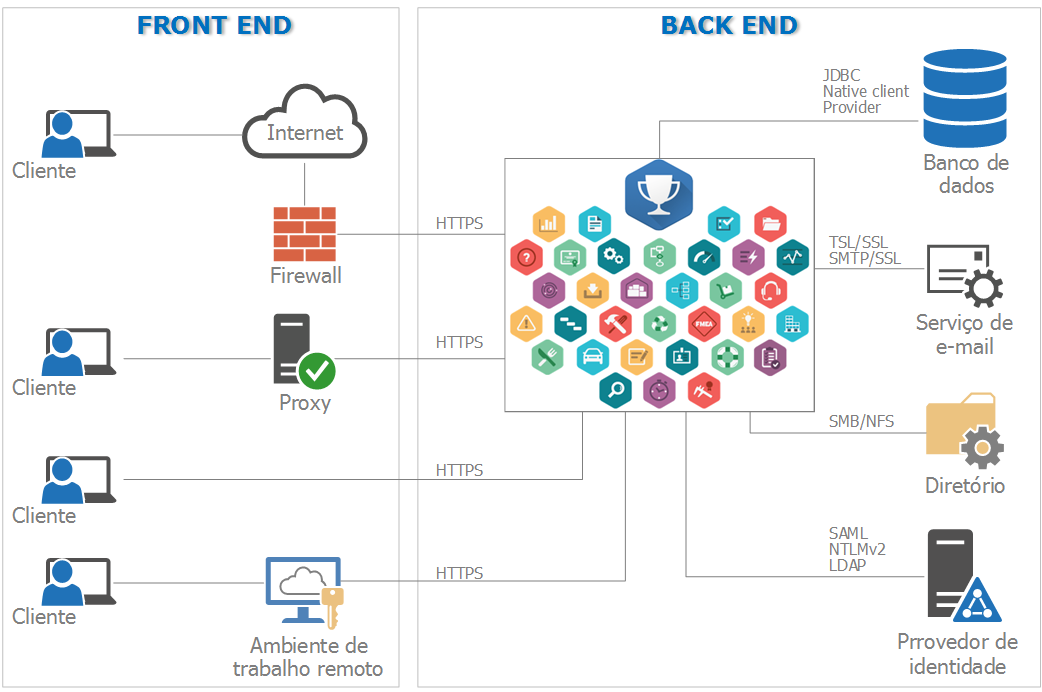 FRONT END
BACK END
Cliente
Internet
Firewall
HTTPS
JDBC
Native client
Provider
Banco de
dados
TSL/SSL
SMTP/SSL
Serviço de
e-mail
Cliente
Proxy
HTTPS
FMEA
SMB/NFS
Diretório
Cliente
HTTPS
Cliente
Ambiente de
trabalho remoto
HTTPS
SAML
NTLMv2
LDAP
Prrovedor de
identidade